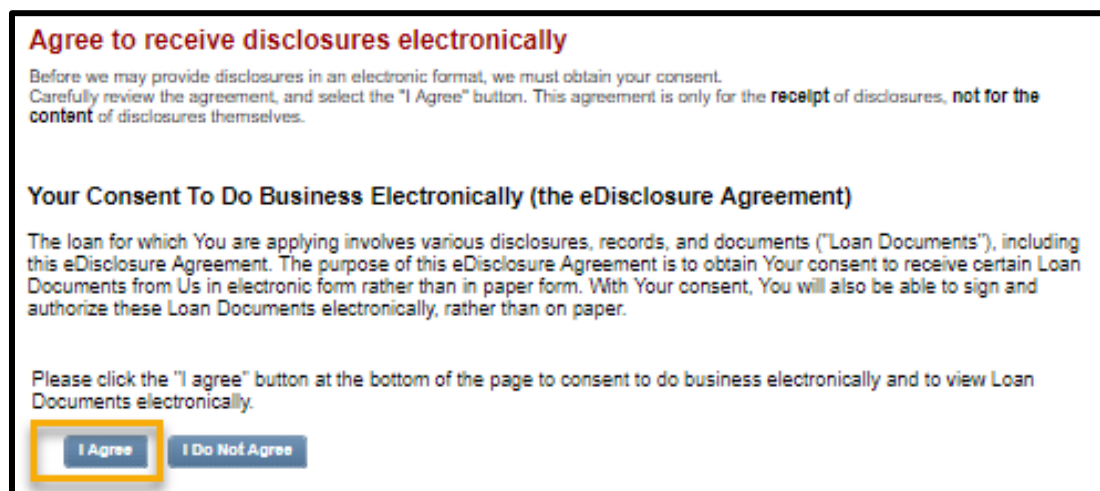 Agree to receive disclosures electronically
Before we may provide disclosures in an electronic format, we must obtain your consent.
Carefully review the agreement, and select the "I Agree" button. This agreement is only for the receipt of disclosures, not for the
content of disclosures themselves.
Your Consent To Do Business Electronically (the eDisclosure Agreement)
The loan for which You are applying involves various disclosures, records, and documents ("Loan Documents"), including
this eDisclosure Agreement. The purpose of this eDisclosure Agreement is to obtain Your consent to receive certain Loan
Documents from Us in electronic form rather than in paper form. With Your consent, You will also be able to sign and
authorize these Loan Documents electronically, rather than on paper.
Please click the "I agree" button at the bottom of the page to consent to do business electronically and to view Loan
Documents electronically.
I Agree I Do Not Agree